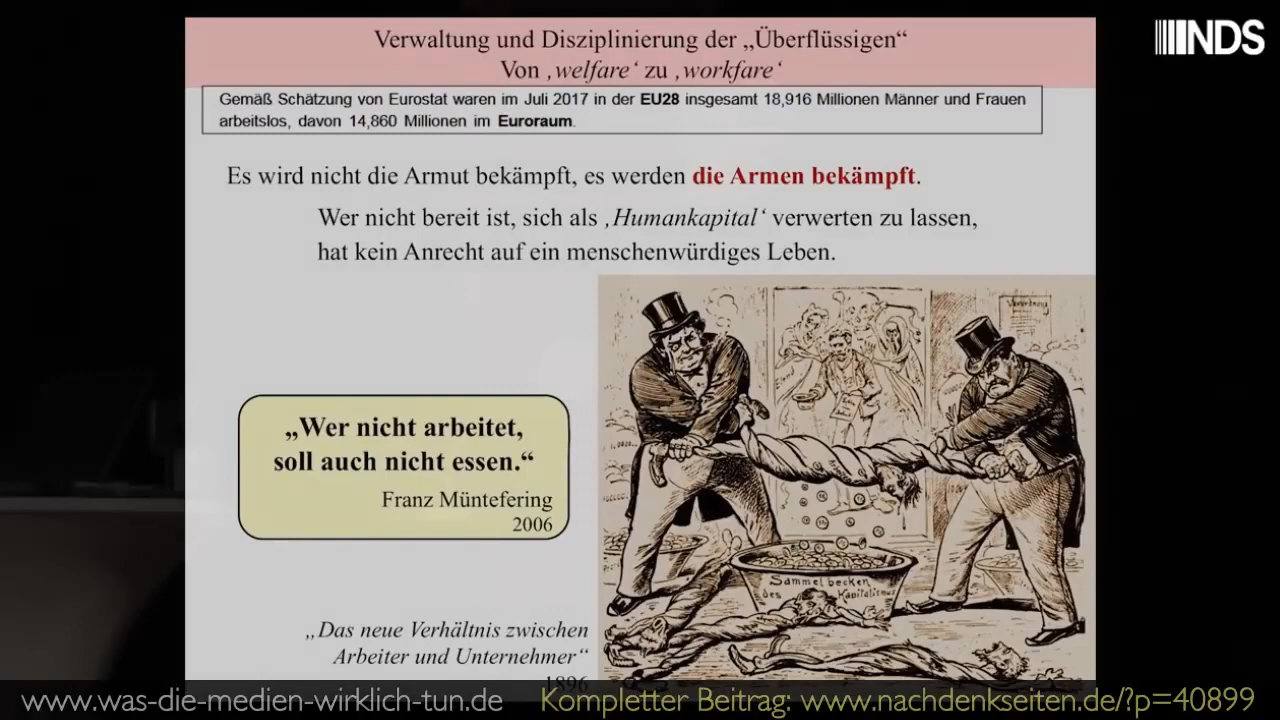 NDS
Verwaltung und Disziplinierung der „Überflüssigen“
Von ‚welfare‘ zu ‚workfare‘
Gemäß Schätzung von Eurostat waren im Juli 2017 in der EU28 insgesamt 18,916 Millionen Männer und Frauen
arbeitslos, davon 14,860 Millionen im Euroraum.
Es wird nicht die Armut bekämpft, es werden die Armen bekämpft.
Wer nicht bereit ist, sich als ‚Humankapital‘ verwerten zu lassen,
hat kein Anrecht auf ein menschenwürdiges Leben.
„Wer nicht arbeitet,
soll auch nicht essen.“
Franz Müntefering
2006
Sammelbecken
des Kapitalismus
„Das neue Verhältnis zwischen
Arbeiter und Unternehmer“
1896
www.was-die-medien-wirklich-tun.de
Kompletter Beitrag: www.nachdenkseiten.de/?p=40899